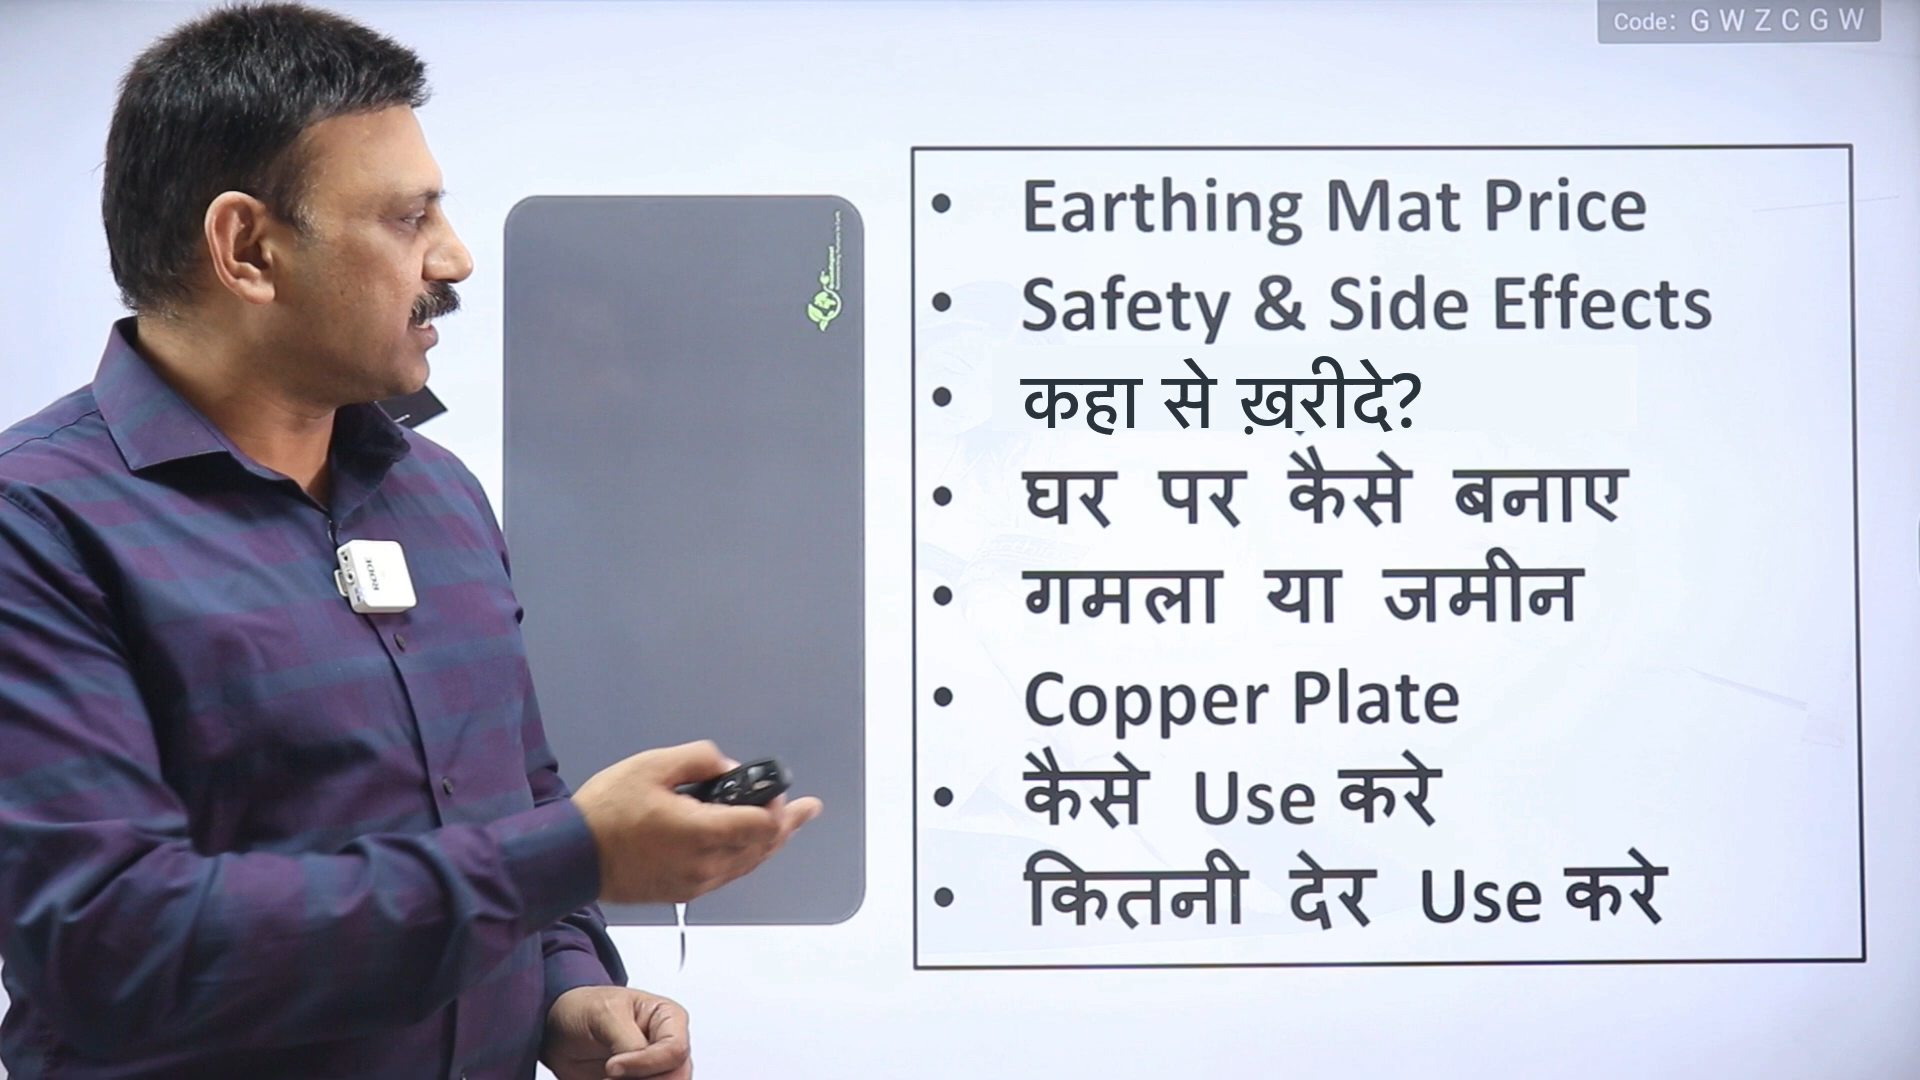 Code: G W Z C G W
• Earthing Mat Price
• Safety & Side Effects
• कहा से ख़रीदे?
• घर पर कैसे बनाए
• गमला या जमीन
• Copper Plate
• कैसे Use करे
• कितनी देर Use करे
RODE